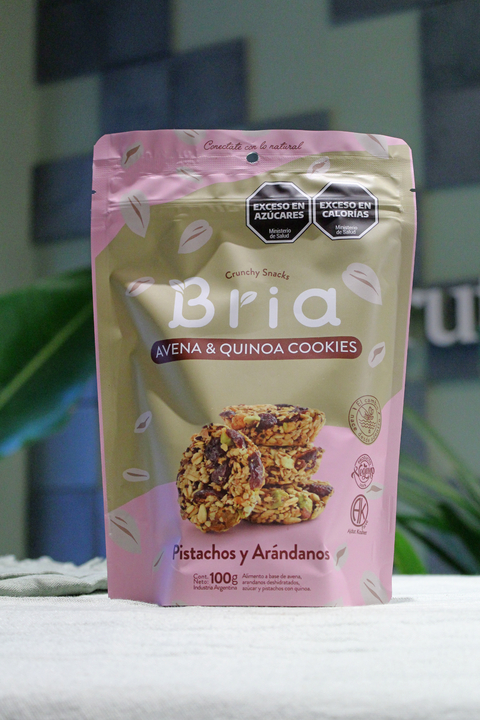 Conectate con lo natural
EXCESO EN
AZÚCARES
Ministerio
de Salud
EXCESO EN
CALORÍAS
Ministerio
de Salud
Crunchy Snacks
Bria
AVENA & QUINOA COOKIES
Pistachos y Arándanos
Cont.
Neto: 100g
Industria Argentina
Alimento a base de avena,
arándanos deshidratados,
azúcar y pistachos con quinoa.
AK